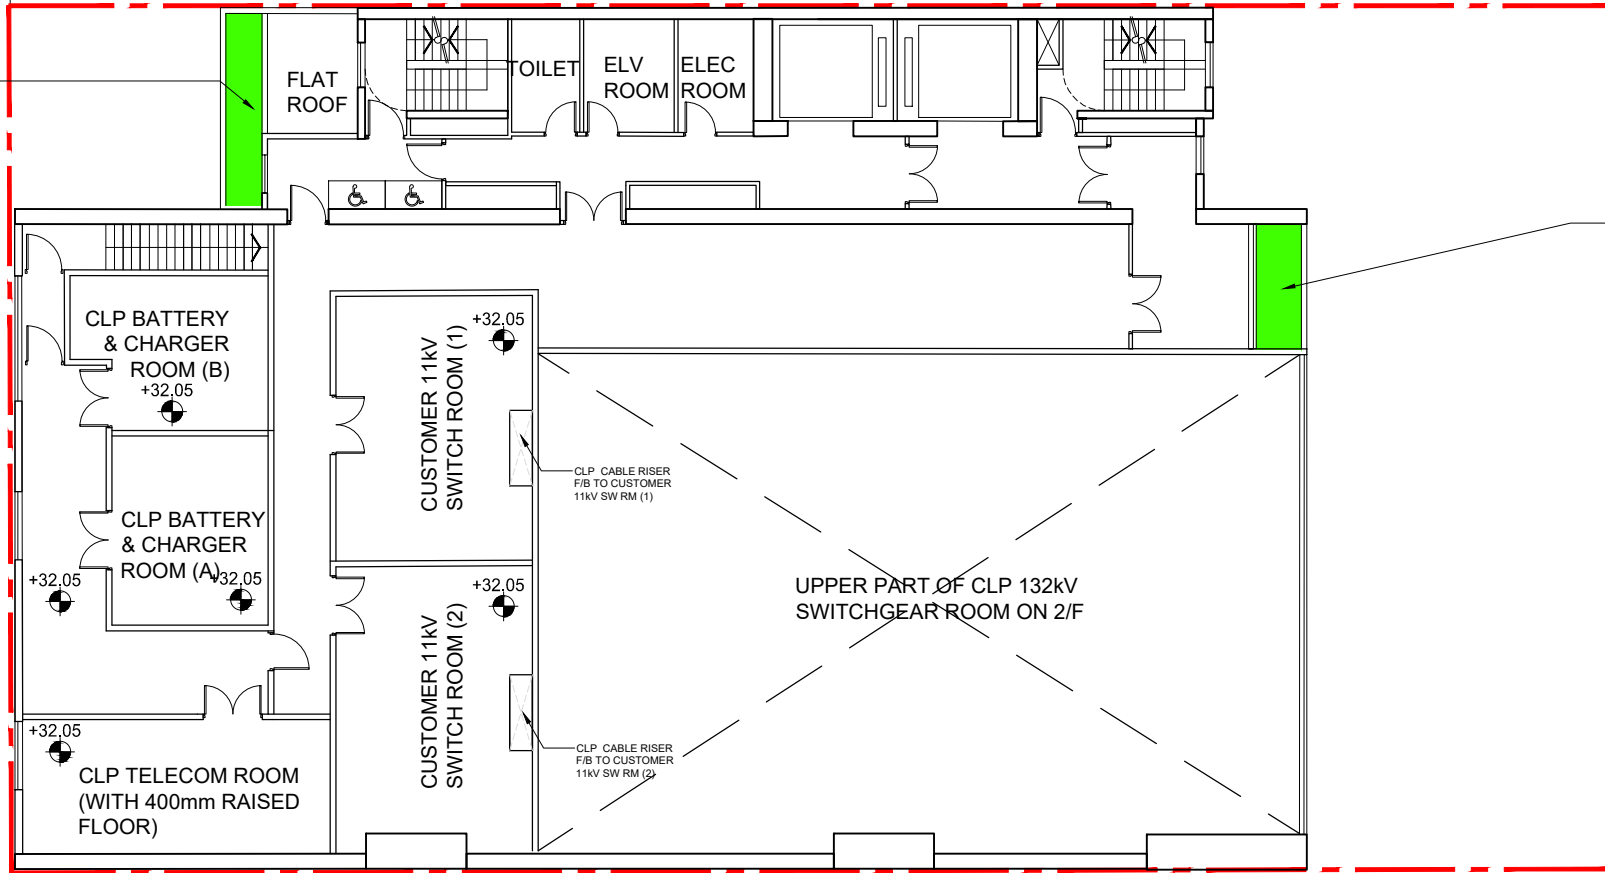 FLAT
ROOF
TOILET
ELV
ROOM
ELEC
ROOM
CLP BATTERY
& CHARGER
ROOM (B)
+32.05
CUSTOMER 11kV
SWITCH ROOM (1)
+32.05
CLP CABLE RISER
F/B TO CUSTOMER
11kV SW RM (1)
CLP BATTERY
& CHARGER
ROOM (A)
+32.05
+32.05
CUSTOMER 11kV
SWITCH ROOM (2)
+32.05
CLP CABLE RISER
F/B TO CUSTOMER
11kV SW RM (2)
UPPER PART OF CLP 132kV
SWITCHGEAR ROOM ON 2/F
+32.05
CLP TELECOM ROOM
(WITH 400mm RAISED
FLOOR)